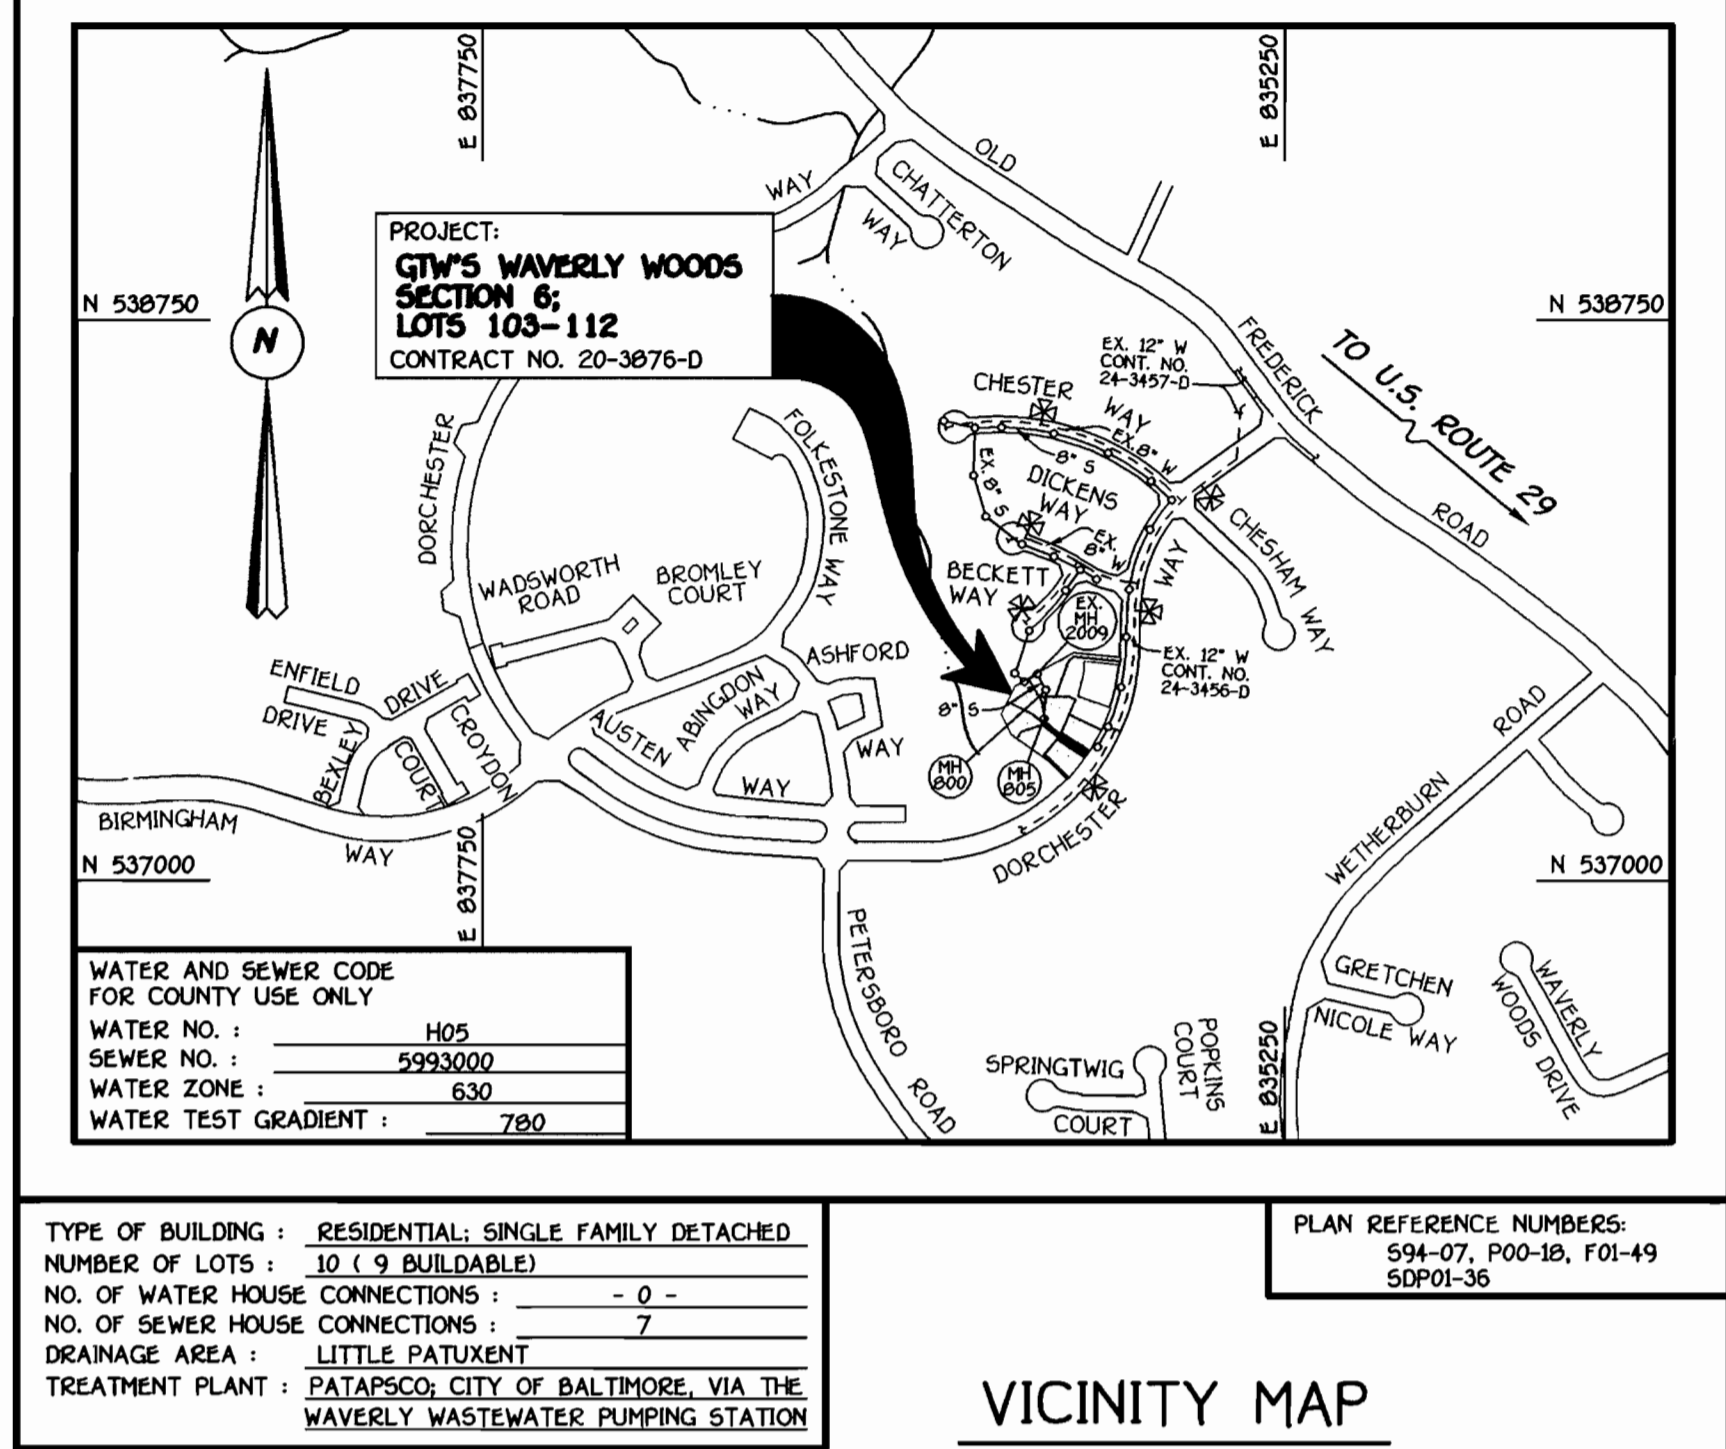 E 837750
E 835250
OLD
WAY
CHATTERTON
WAY
PROJECT:
GTW'S WAVERLY WOODS
SECTION 6;
LOTS 103-112
CONTRACT NO. 20-3876-D
N 538750
N 538750
N
FREDERICK
TO U.S. ROUTE 29
EX. 12" W
CONT. NO.
24-3457-D
CHESTER
WAY
EX. 8" W
8" S
EX. 8" S
DICKENS
WAY
EX.
8" W
DORCHESTER
FOLKESTONE WAY
ROAD
CHESHAM WAY
WAY
WADSWORTH
ROAD
BROMLEY
COURT
BECKETT
WAY
EX.
MH
2009
ASHFORD
EX. 12" W
CONT. NO.
24-3456-D
ENFIELD
DRIVE
DRIVE
BEXLEY
COURT
CROYDON
AUSTEN
ABINGDON
WAY
WAY
WAY
8" S
MH
800
MH
805
ROAD
WETHERBURN
BIRMINGHAM
WAY
DORCHESTER
N 537000
N 537000
E 837750
PETERSBORO
ROAD
GRETCHEN
NICOLE WAY
WAVERLY
WOODS DRIVE
SPRINGTWIG
COURT
POPKINS
COURT
E 835250
WATER AND SEWER CODE
FOR COUNTY USE ONLY
WATER NO. : H05
SEWER NO. : 5993000
WATER ZONE : 630
WATER TEST GRADIENT : 780
TYPE OF BUILDING : RESIDENTIAL; SINGLE FAMILY DETACHED
NUMBER OF LOTS : 10 ( 9 BUILDABLE)
NO. OF WATER HOUSE CONNECTIONS : - 0 -
NO. OF SEWER HOUSE CONNECTIONS : 7
DRAINAGE AREA : LITTLE PATUXENT
TREATMENT PLANT : PATAPSCO; CITY OF BALTIMORE, VIA THE
WAVERLY WASTEWATER PUMPING STATION
PLAN REFERENCE NUMBERS:
S94-07, P00-18, F01-49
SDP01-36
VICINITY MAP